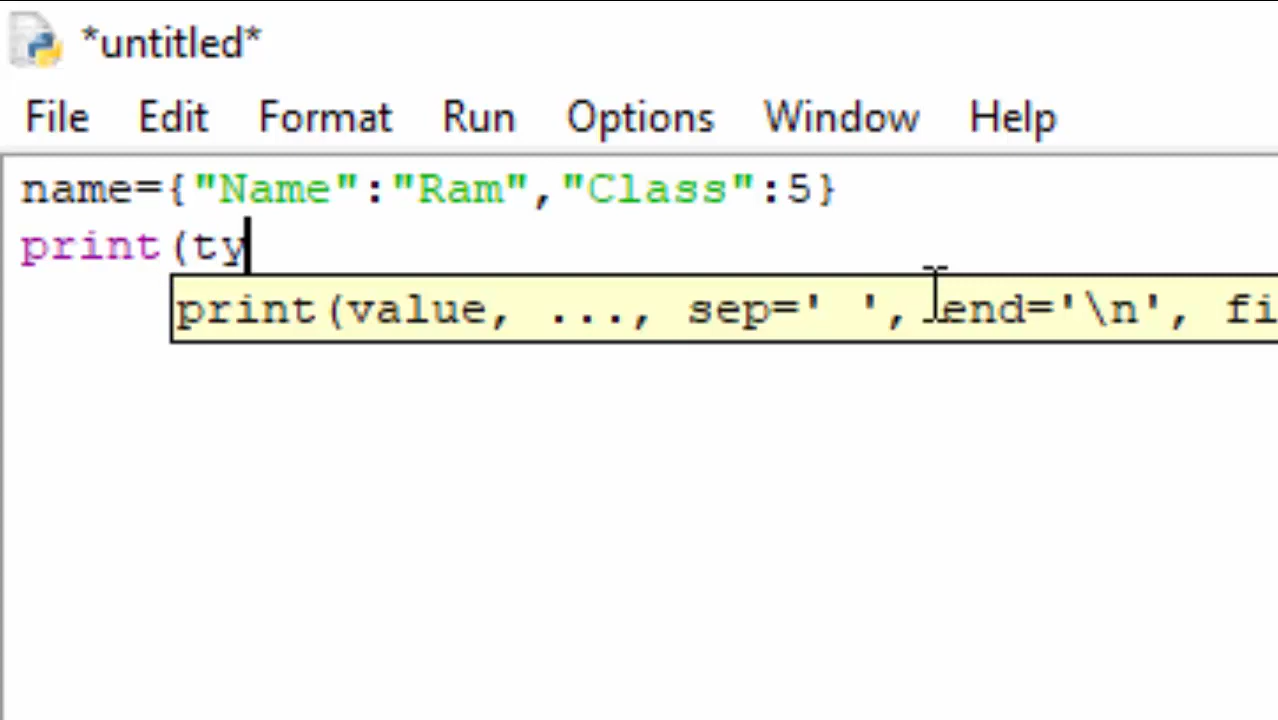 *untitled*
File Edit Format Run Options Window Help
name={"Name":"Ram","Class":5}
print(ty
print(value, ..., sep=' ', end='\n', fi